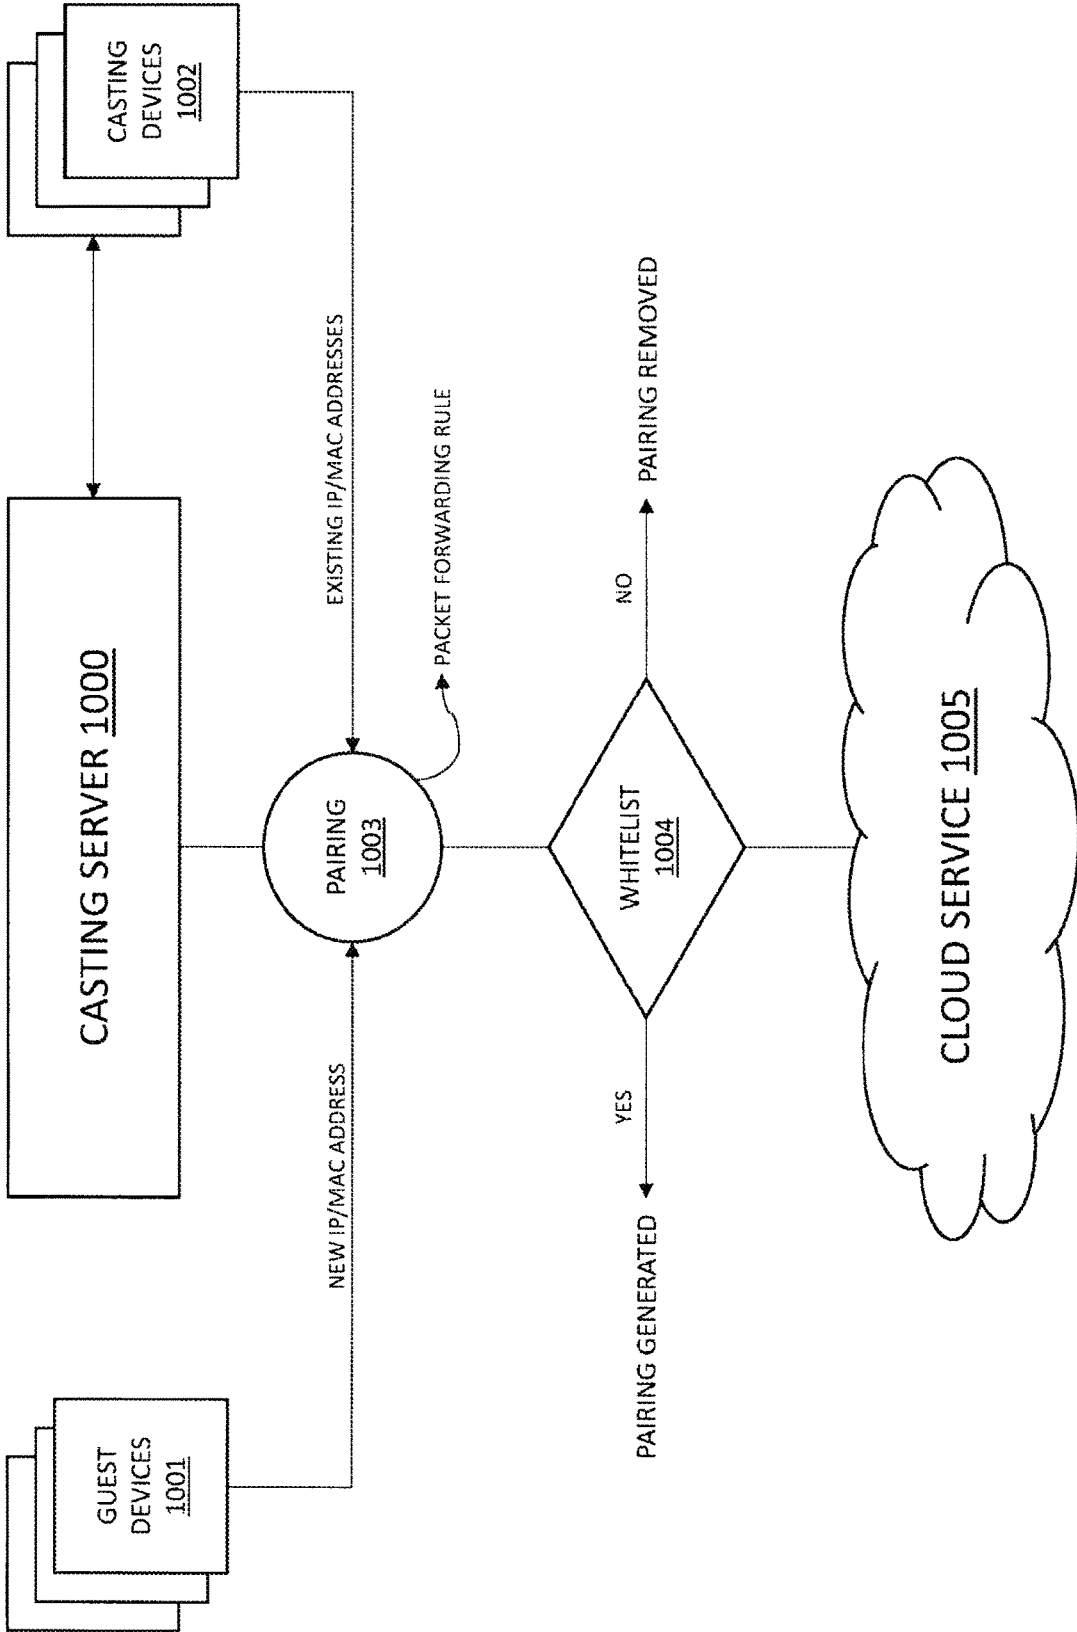 CASTING SERVER 1000
GUEST
DEVICES
1001
CASTING
DEVICES
1002
NEW IP/MAC ADDRESS
PAIRING
1003
EXISTING IP/MAC ADDRESSES
PACKET FORWARDING RULE
PAIRING GENERATED
YES
WHITELIST
1004
NO
PAIRING REMOVED
CLOUD SERVICE 1005